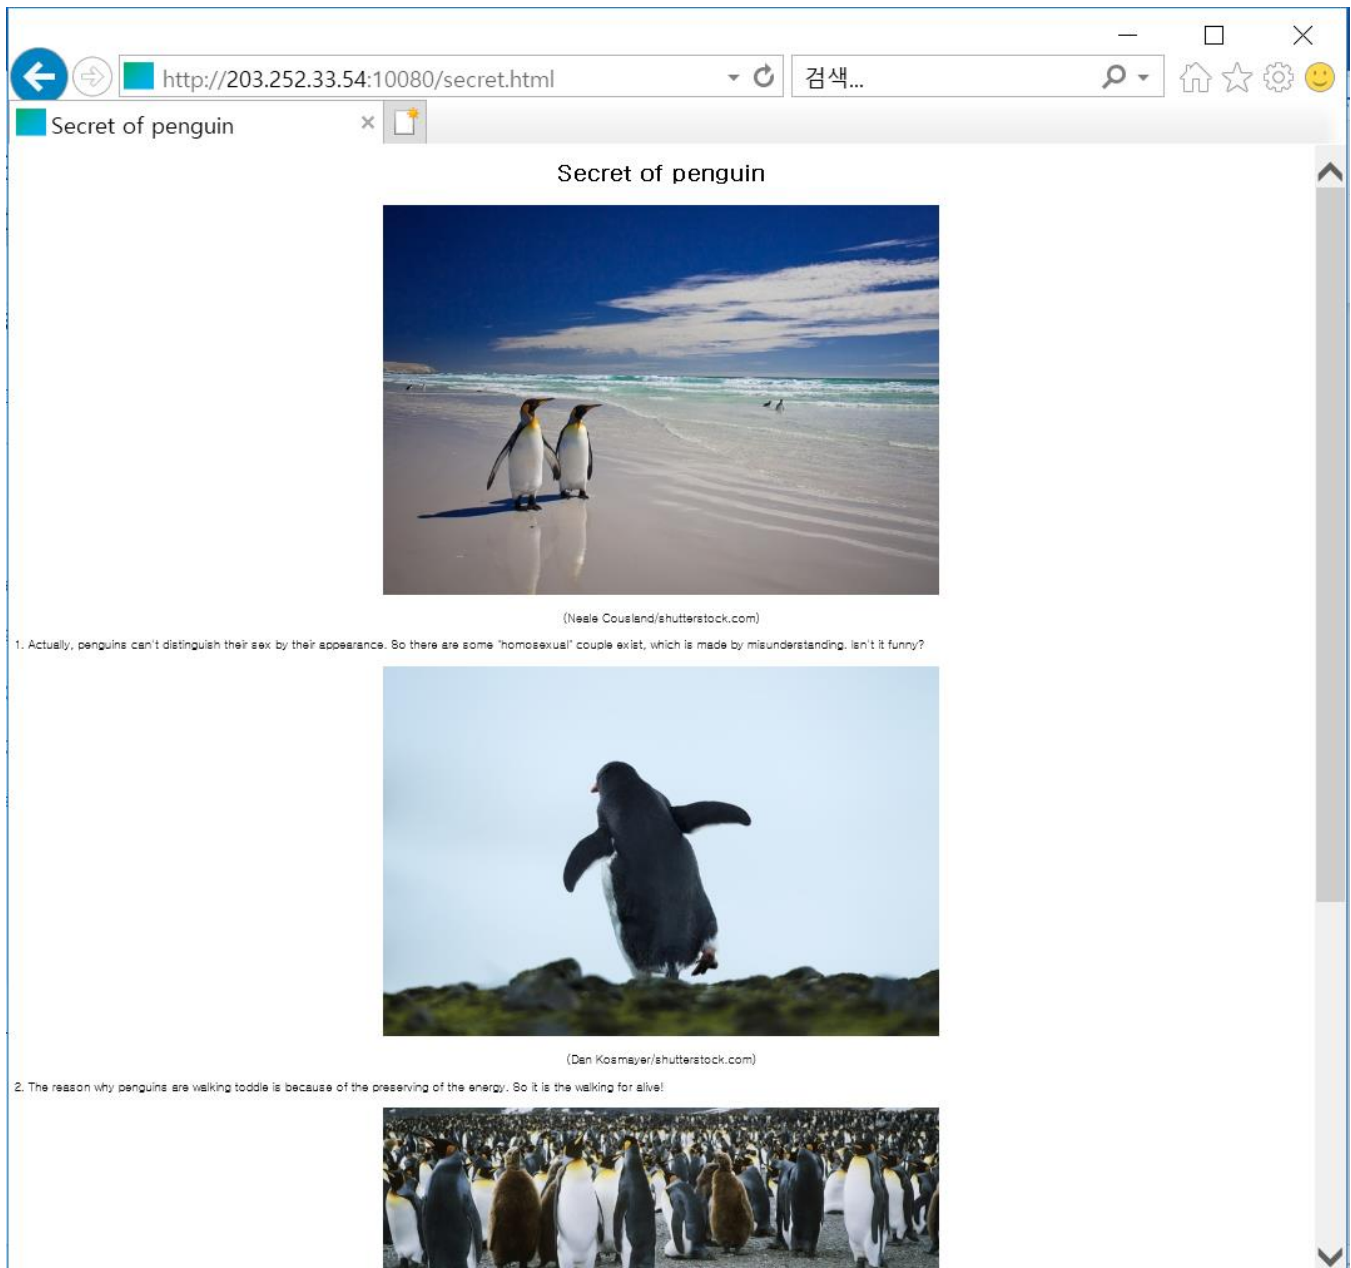 http://203.252.33.54:10080/secret.html
검색...
Secret of penguin
Secret of penguin
(Neale Cousland/shutterstock.com)
1. Actually, penguins can't distinguish their sex by their appearance. So there are some "homosexual" couple exist, which is made by misunderstanding. Isn't it funny?
(Dan Kosmayer/shutterstock.com)
2. The reason why penguins are walking toddle is because of the preserving of the energy. So it is the walking for alive!